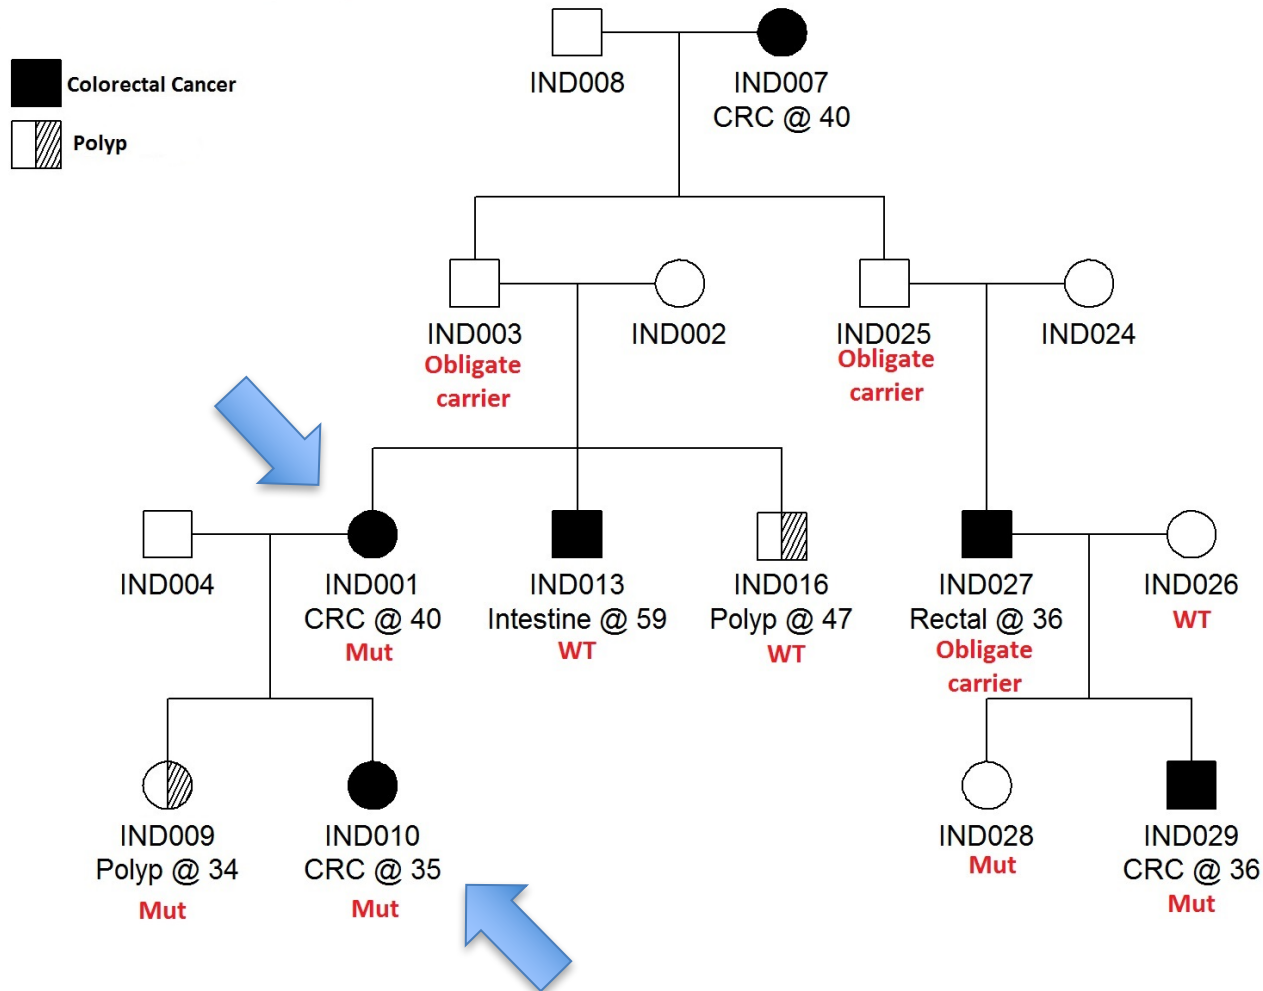 Colorectal Cancer
Polyp
IND008
IND007
CRC @ 40
IND003
Obligate
carrier
IND002
IND025
Obligate
carrier
IND024
IND004
IND001
CRC @ 40
Mut
IND013
Intestine @ 59
WT
IND016
Polyp @ 47
WT
IND027
Rectal @ 36
Obligate
carrier
IND026
WT
IND009
Polyp @ 34
Mut
IND010
CRC @ 35
Mut
IND028
Mut
IND029
CRC @ 36
Mut